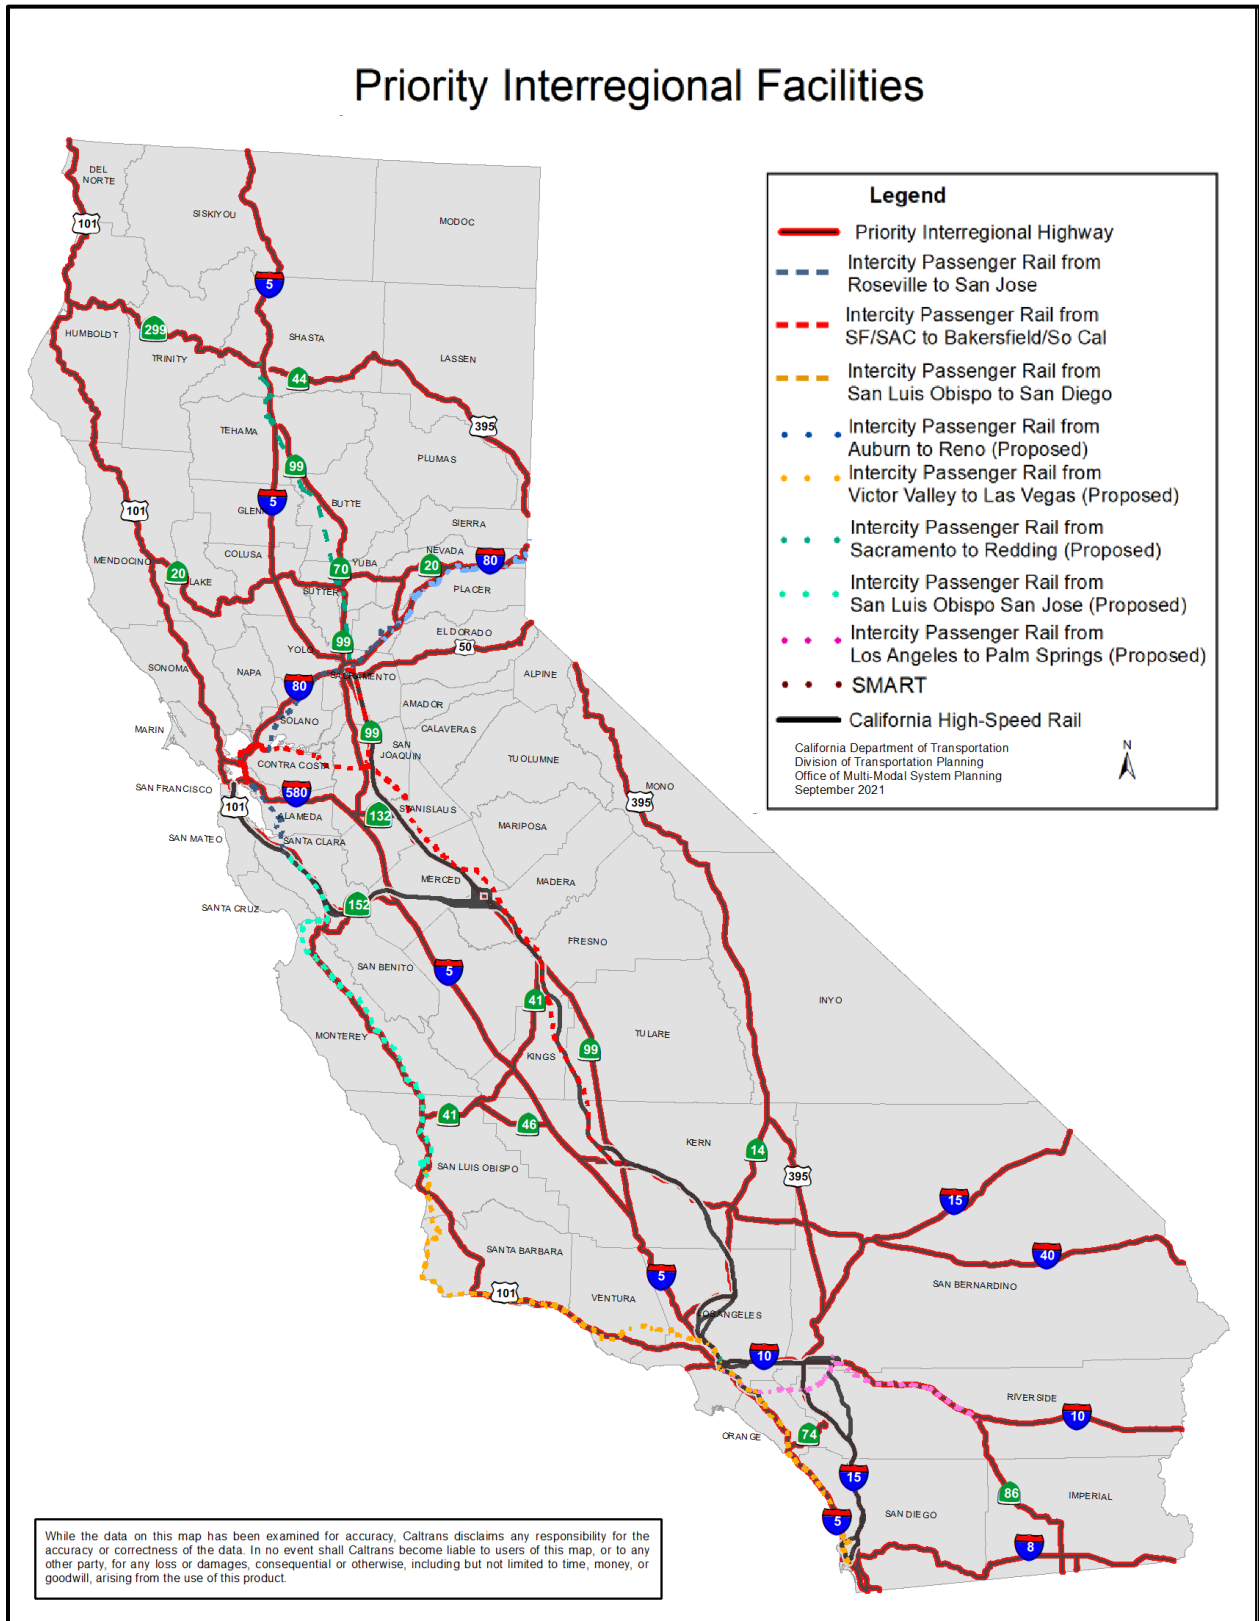 Priority Interregional Facilities
Legend
Priority Interregional Highway
Intercity Passenger Rail from
Roseville to San Jose
Intercity Passenger Rail from
SF/SAC to Bakersfield/So Cal
Intercity Passenger Rail from
San Luis Obispo to San Diego
Intercity Passenger Rail from
Auburn to Reno (Proposed)
Intercity Passenger Rail from
Victor Valley to Las Vegas (Proposed)
Intercity Passenger Rail from
Sacramento to Redding (Proposed)
Intercity Passenger Rail from
San Luis Obispo San Jose (Proposed)
Intercity Passenger Rail from
Los Angeles to Palm Springs (Proposed)
SMART
California High-Speed Rail
California Department of Transportation
Division of Transportation Planning
Office of Multi-Modal System Planning
September 2021
N
DEL
NORTE
SISKIYOU
MODOC
101
5
HUMBOLDT
299
TRINITY
SHASTA
LASSEN
44
395
TEHAMA
PLUMAS
99
5
GLENN
BUTTE
101
SIERRA
MENDOCINO
COLUSA
NEVADA
80
20
LAKE
70
YUBA
20
SUTTER
PLACER
99
YOLO
EL DORADO
50
SONOMA
NAPA
80
SACRAMENTO
ALPINE
AMADOR
SOLANO
MARIN
99
CALAVERAS
SAN
JOAQUIN
CONTRA COSTA
TUOLUMNE
MONO
SAN FRANCISCO
580
395
101
ALAMEDA
132
STANISLAUS
MARIPOSA
SAN MATEO
SANTA CLARA
MERCED
MADERA
SANTA CRUZ
152
FRESNO
SAN BENITO
5
INYO
41
MONTEREY
TULARE
99
KINGS
41
46
KERN
14
395
SAN LUIS OBISPO
15
SANTA BARBARA
40
5
SAN BERNARDINO
101
VENTURA
LOS ANGELES
10
RIVERSIDE
10
ORANGE
74
15
86
IMPERIAL
5
SAN DIEGO
8
While the data on this map has been examined for accuracy, Caltrans disclaims any responsibility for the
accuracy or correctness of the data. In no event shall Caltrans become liable to users of this map, or to any
other party, for any loss or damages, consequential or otherwise, including but not limited to time, money, or
goodwill, arising from the use of this product.